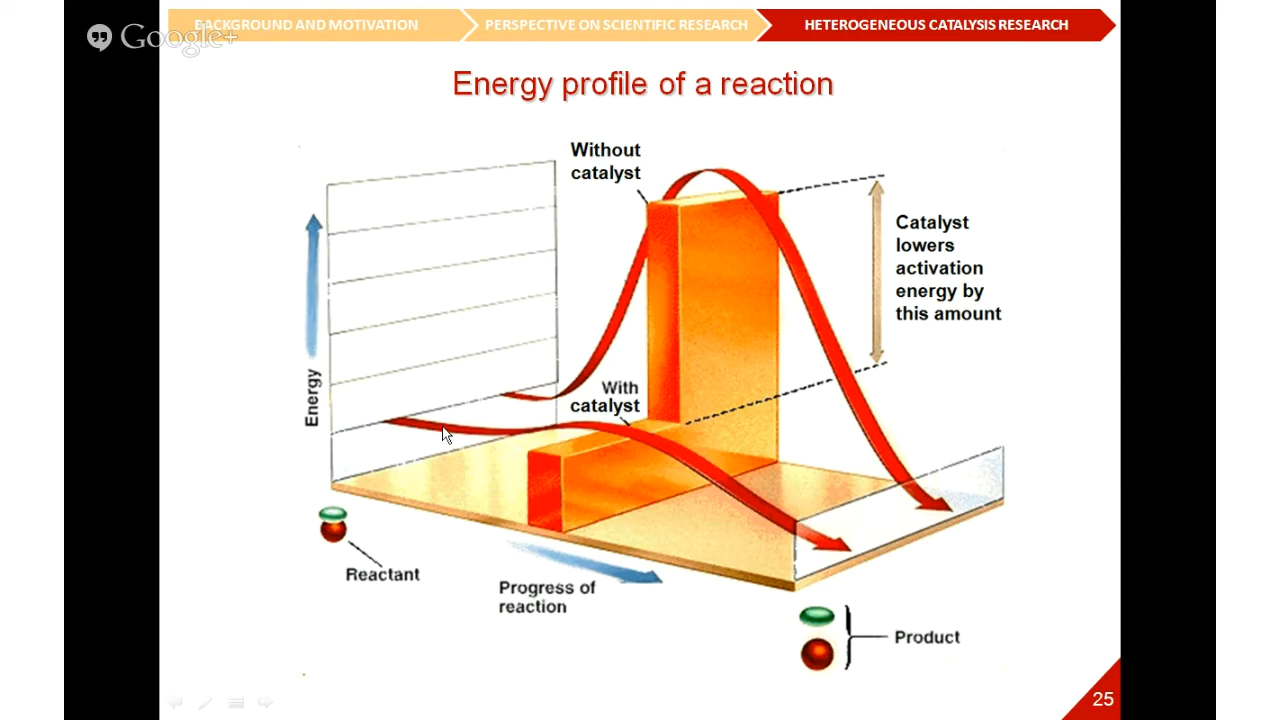 BACKGROUND AND MOTIVATION
PERSPECTIVE ON SCIENTIFIC RESEARCH
HETEROGENEOUS CATALYSIS RESEARCH
Google+
Energy profile of a reaction
Without
catalyst
Catalyst
lowers
activation
energy by
this amount
Energy
With
catalyst
Reactant
Progress of
reaction
Product
25